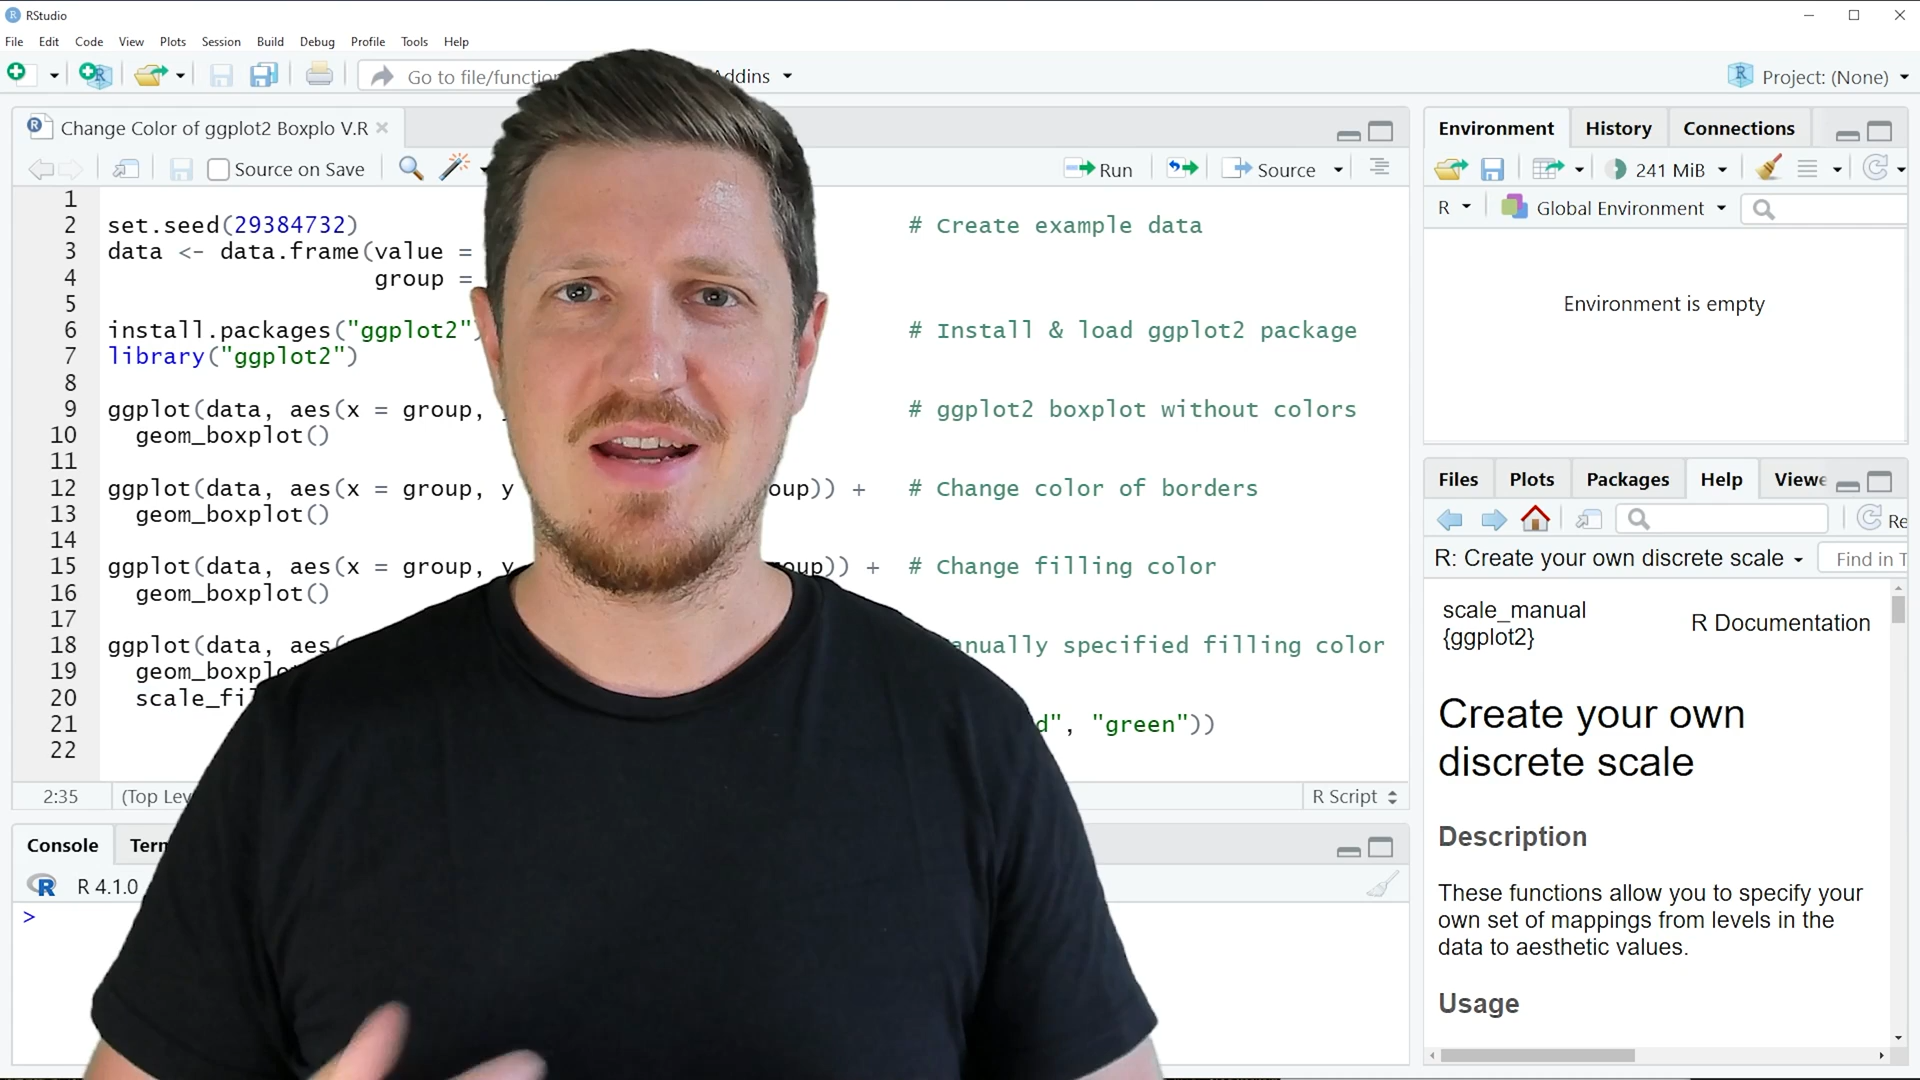 RStudio
File Edit Code View Plots Session Build Debug Profile Tools Help
Go to file/function Addins Project: (None)
Change Color of ggplot2 Boxplo V.R
Source on Save Run Source
1
2 set.seed(29384732) # Create example data
3 data <- data.frame(value =
4 group =
5
6 install.packages("ggplot2") # Install & load ggplot2 package
7 library("ggplot2")
8
9 ggplot(data, aes(x = group, # ggplot2 boxplot without colors
10 geom_boxplot()
11
12 ggplot(data, aes(x = group, y oup)) + # Change color of borders
13 geom_boxplot()
14
15 ggplot(data, aes(x = group, y oup)) + # Change filling color
16 geom_boxplot()
17
18 ggplot(data, aes( anually specified filling color
19 geom_boxpl
20 scale_fil
21 d", "green"))
22
2:35 (Top Lev R Script
Console Term
R 4.1.0
>
Environment History Connections
241 MiB
R Global Environment
Environment is empty
Files Plots Packages Help Viewe
Re
R: Create your own discrete scale Find in T
scale_manual
{ggplot2} R Documentation
Create your own
discrete scale
Description
These functions allow you to specify your
own set of mappings from levels in the
data to aesthetic values.
Usage